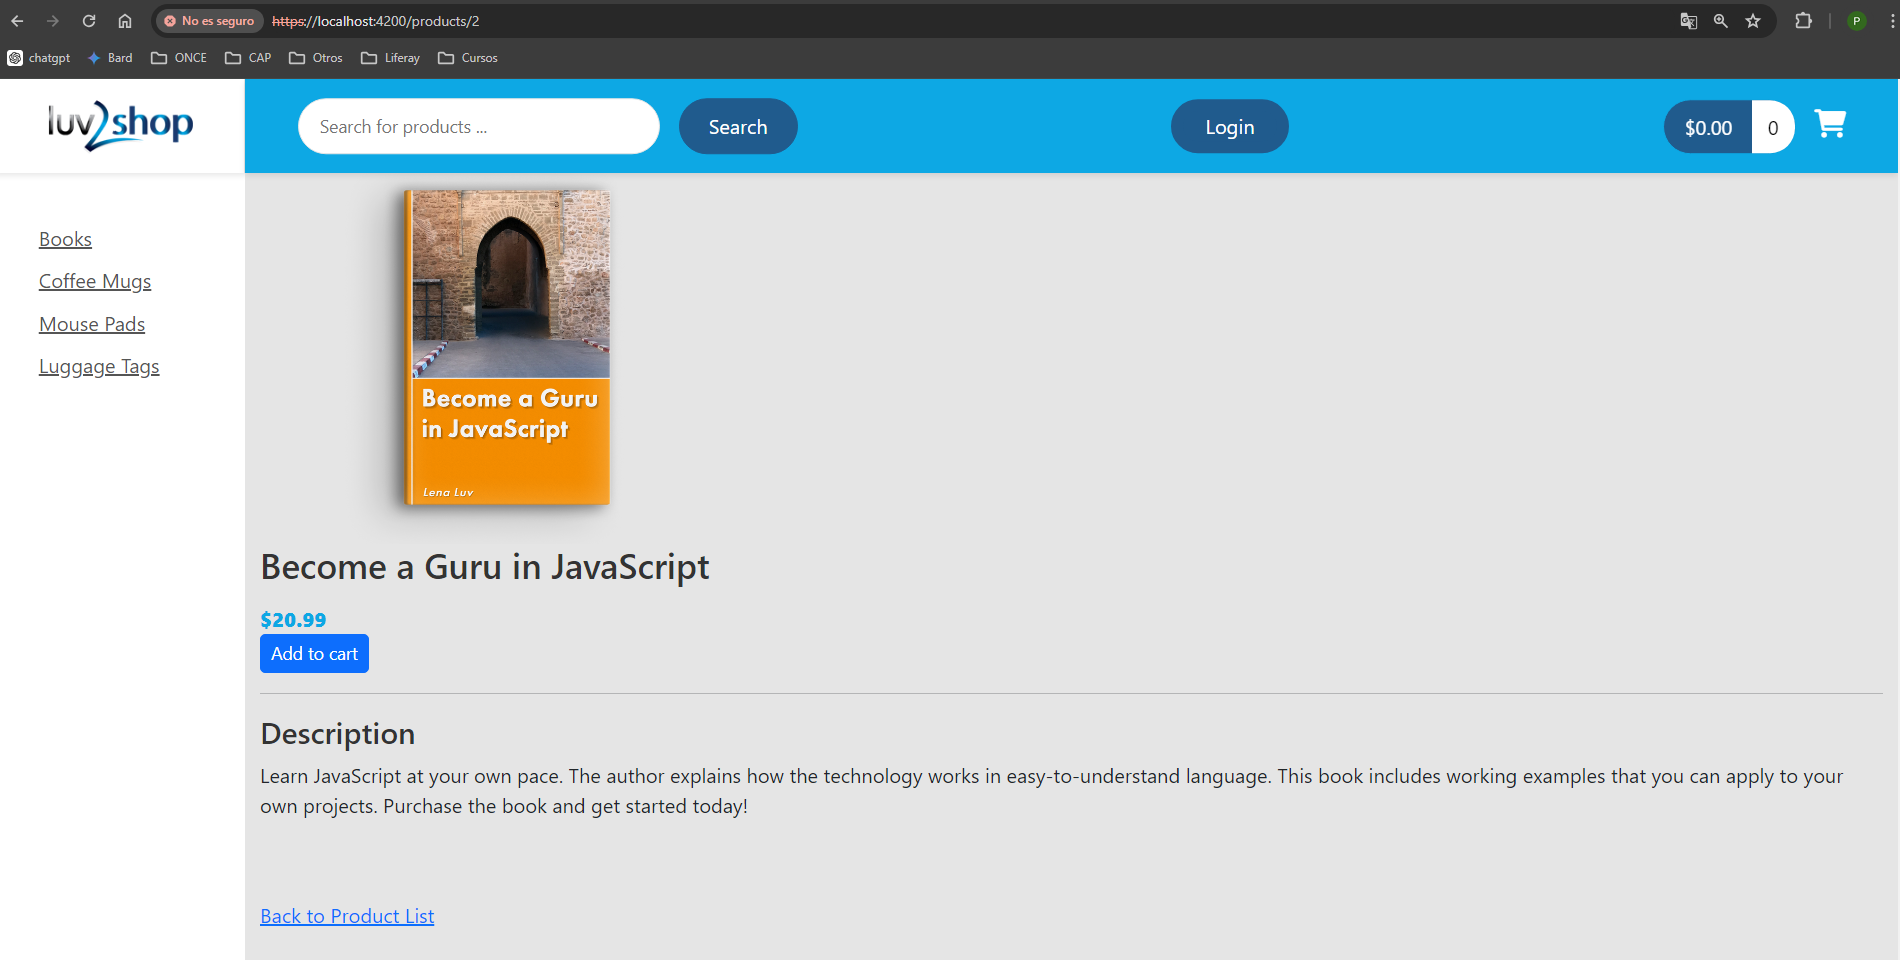 No es seguro https://localhost:4200/products/2
chatgpt Bard ONCE CAP Otros Liferay Cursos P
luv2shop
Search for products ... Search Login $0.00 0
Books
Coffee Mugs
Mouse Pads
Luggage Tags
Become a Guru
in JavaScript
Lena Luv
Become a Guru in JavaScript
$20.99
Add to cart
Description
Learn JavaScript at your own pace. The author explains how the technology works in easy-to-understand language. This book includes working examples that you can apply to your
own projects. Purchase the book and get started today!
Back to Product List